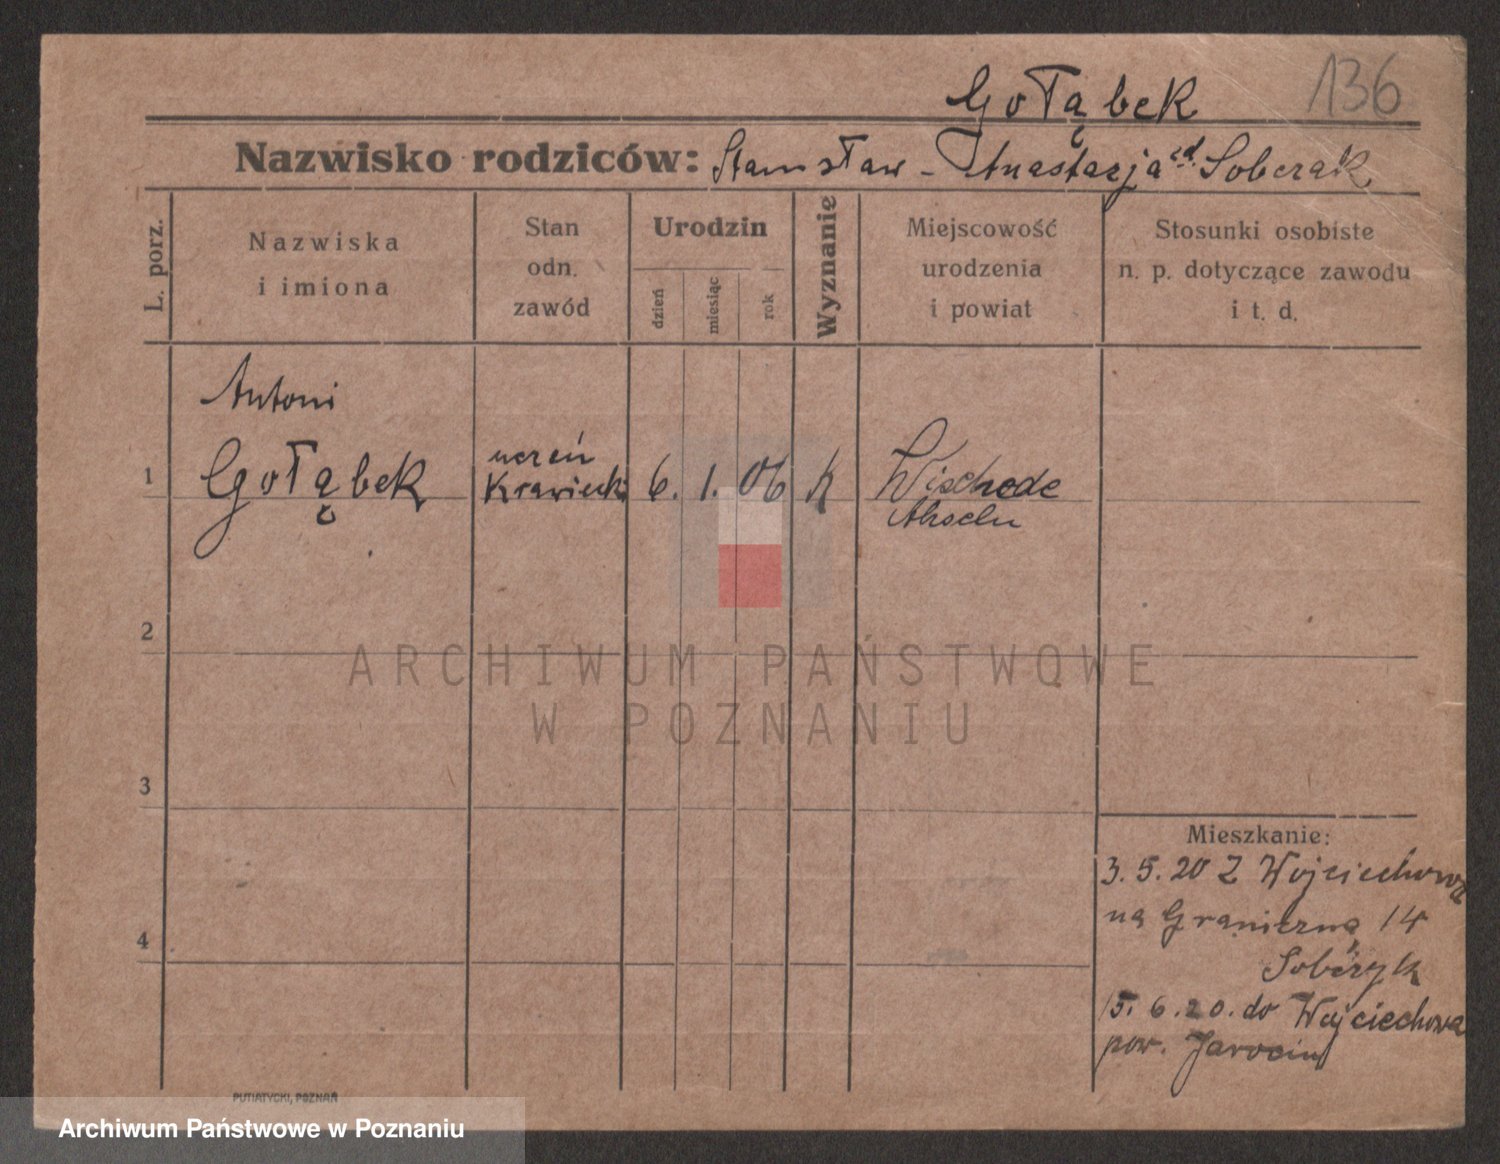 136
Gołąbek
Nazwisko rodziców: Stanisław - Anastazja zd. Sobczak
L. porz.
Nazwiska
i imiona
Stan
odn.
zawód
Urodzin
dzień
miesiąc
rok
Wyznanie
Miejscowość
urodzenia
i powiat
Stosunki osobiste
n. p. dotyczące zawodu
i t. d.
Antoni
1 Gołąbek
uczeń
Krawiecki
6. 1. 06 K
Wischede
2
3
4
Mieszkanie:
3. 5. 20 Z Wojciechowa
na Graniczną 14
Sobczyk
15. 6. 20. do Wojciechowa
pow. Jarocin
PUTIATYCKI, POZNAŃ
ARCHIWUM PAŃSTWOWE
W POZNANIU
Archiwum Państwowe w Poznaniu